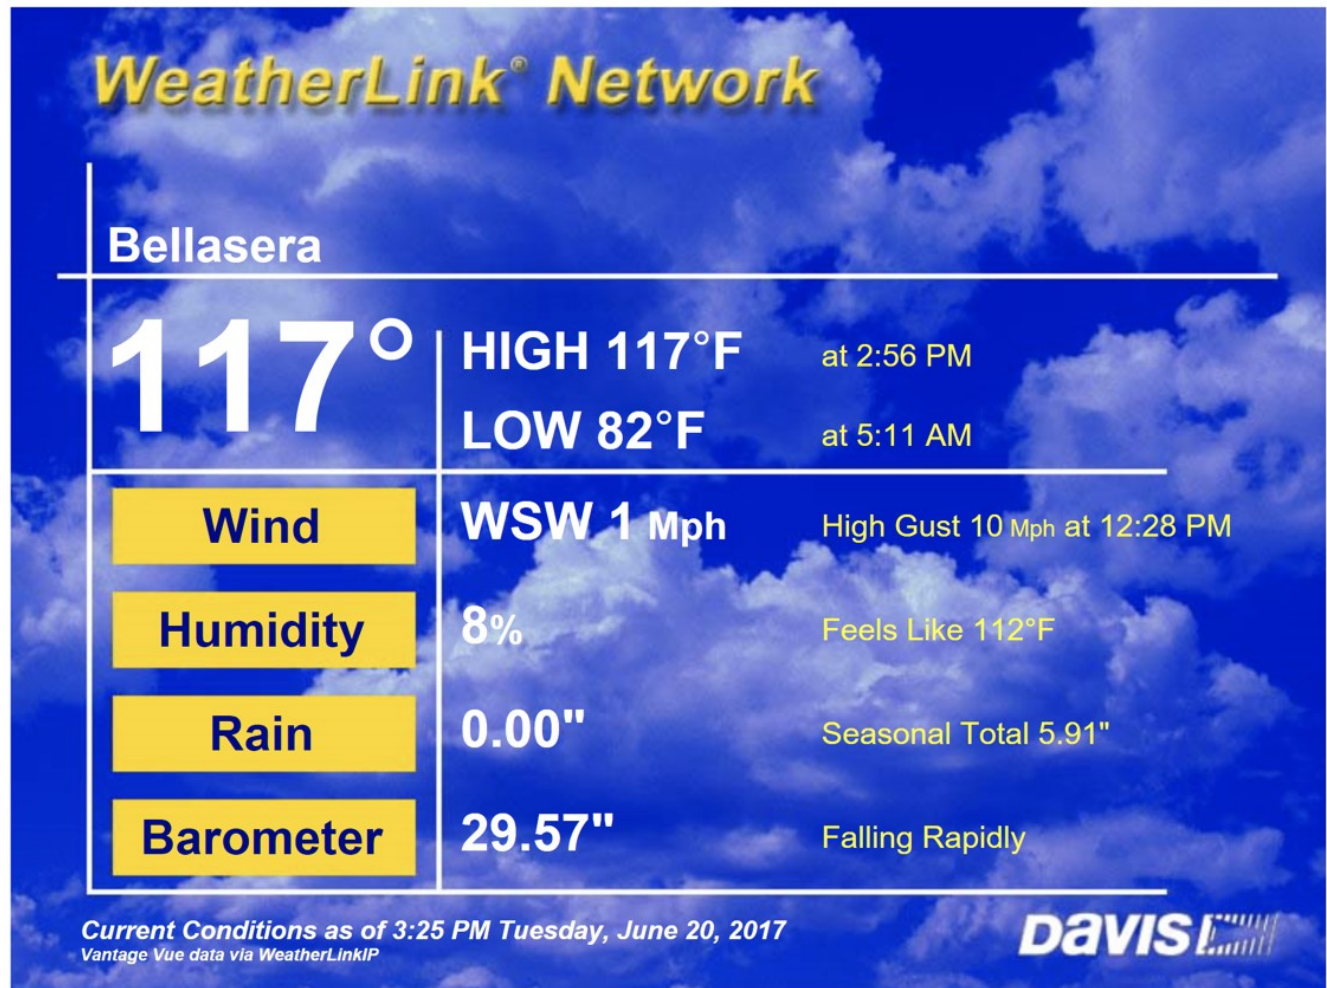 WeatherLink® Network
Bellasera
117°
HIGH 117°F at 2:56 PM
LOW 82°F at 5:11 AM
Wind WSW 1 Mph High Gust 10 Mph at 12:28 PM
Humidity 8% Feels Like 112°F
Rain 0.00" Seasonal Total 5.91"
Barometer 29.57" Falling Rapidly
Current Conditions as of 3:25 PM Tuesday, June 20, 2017
Vantage Vue data via WeatherLinkIP
DAVIS